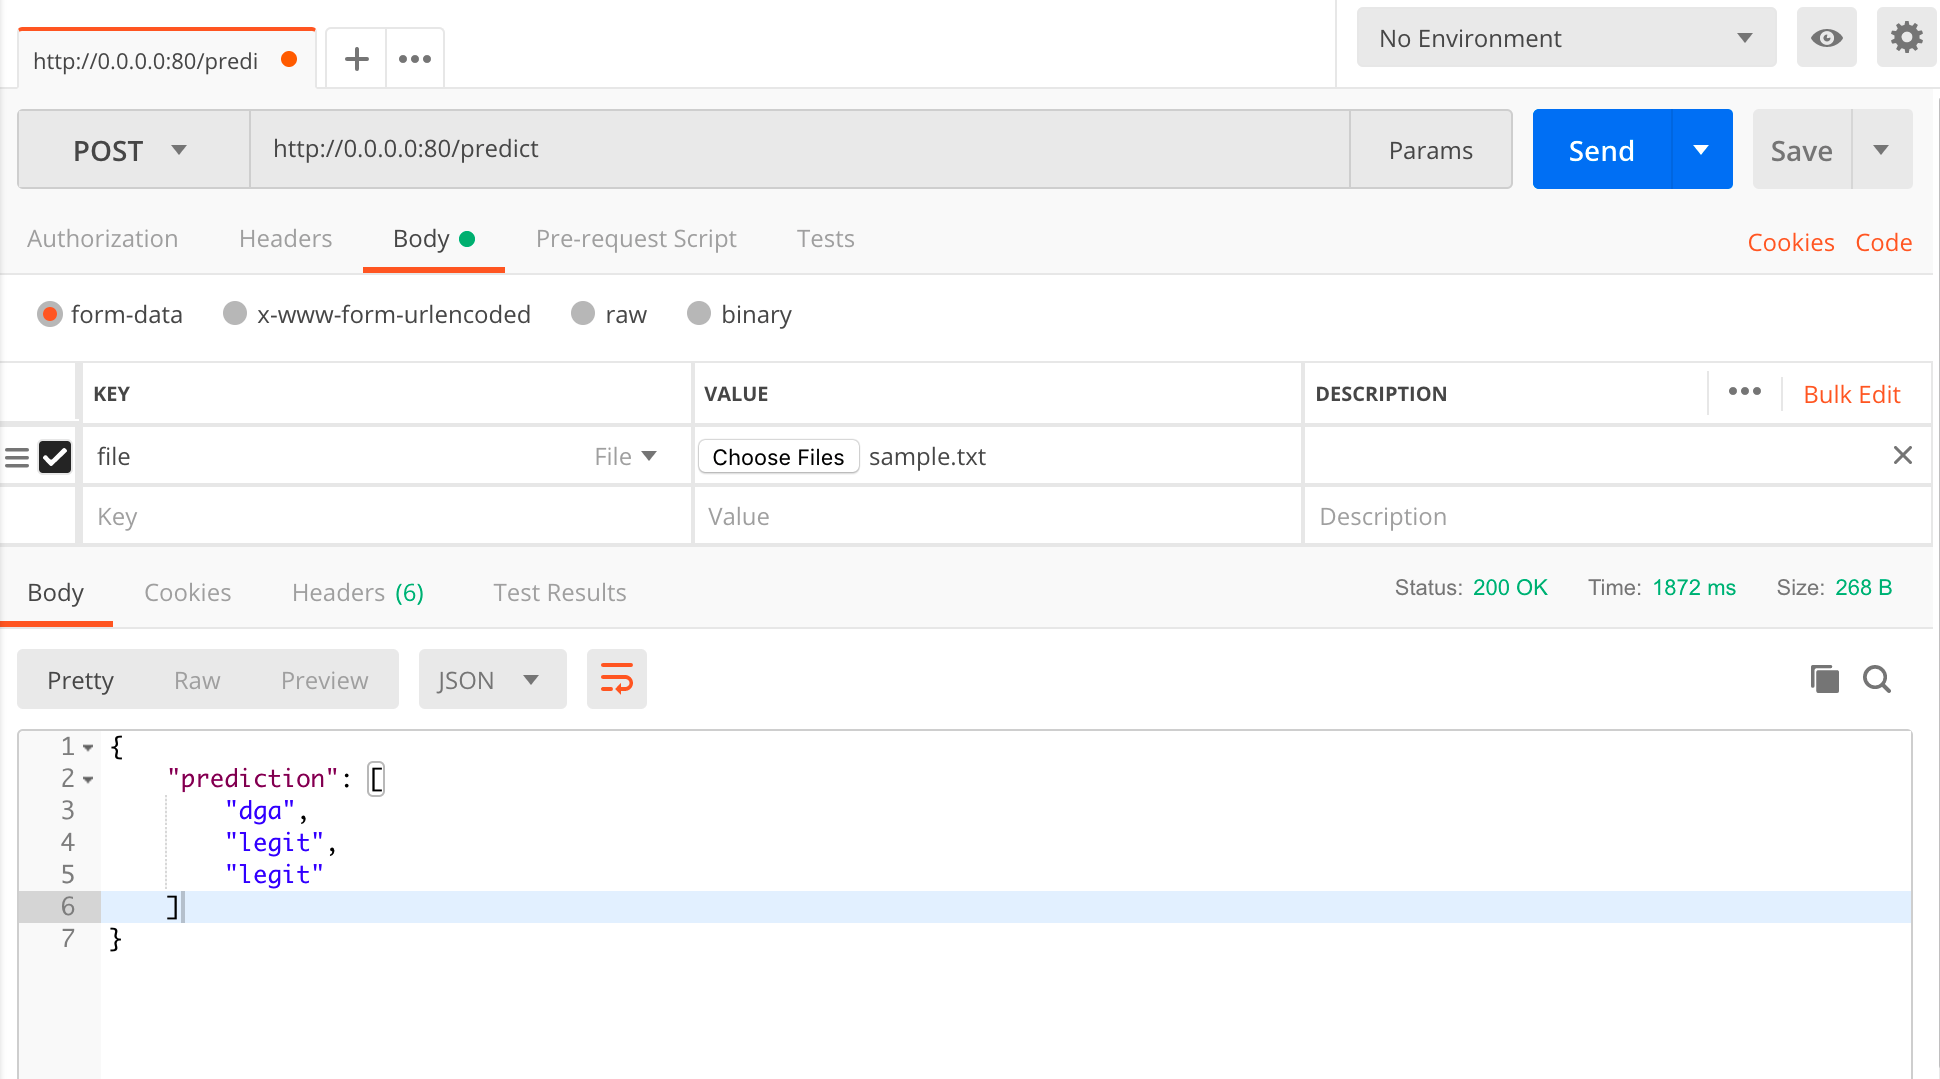 http://0.0.0.0:80/predi
No Environment
POST http://0.0.0.0:80/predict Params Send Save
Authorization Headers Body Pre-request Script Tests Cookies Code
form-data x-www-form-urlencoded raw binary
KEY VALUE DESCRIPTION Bulk Edit
file File Choose Files sample.txt
Key Value Description
Body Cookies Headers (6) Test Results Status: 200 OK Time: 1872 ms Size: 268 B
Pretty Raw Preview JSON
1 {
2 "prediction": [
3 "dga",
4 "legit",
5 "legit"
6 ]
7 }